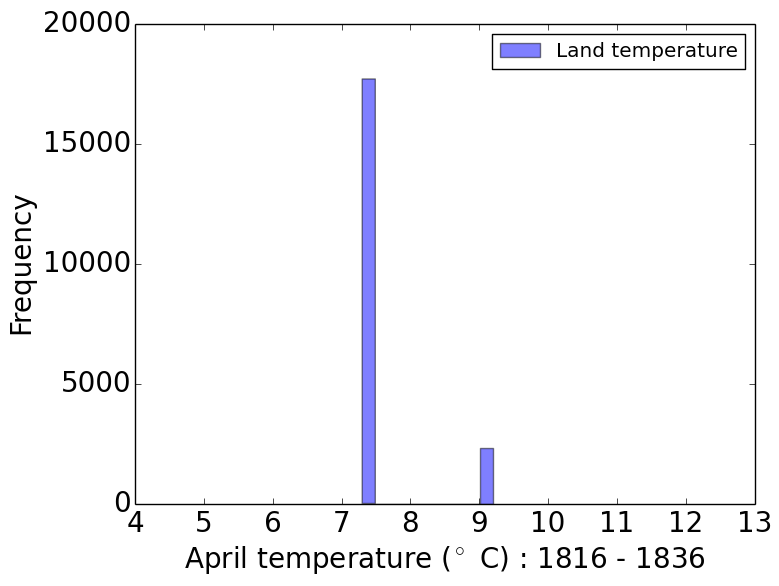 20000
Land temperature
15000
Frequency
10000
5000
0
4 5 6 7 8 9 10 11 12 13
April temperature (° C) : 1816 - 1836